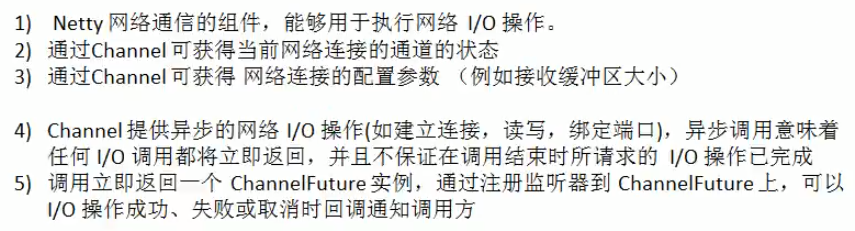 1) Netty 网络通信的组件，能够用于执行网络 I/O 操作。
2) 通过Channel 可获得当前网络连接的通道的状态
3) 通过Channel 可获得 网络连接的配置参数 （例如接收缓冲区大小）
4) Channel 提供异步的网络 I/O 操作(如建立连接，读写，绑定端口)，异步调用意味着
任何 I/O 调用都将立即返回，并且不保证在调用结束时所请求的 I/O 操作已完成
5) 调用立即返回一个 ChannelFuture 实例，通过注册监听器到 ChannelFuture 上，可以
I/O 操作成功、失败或取消时回调通知调用方